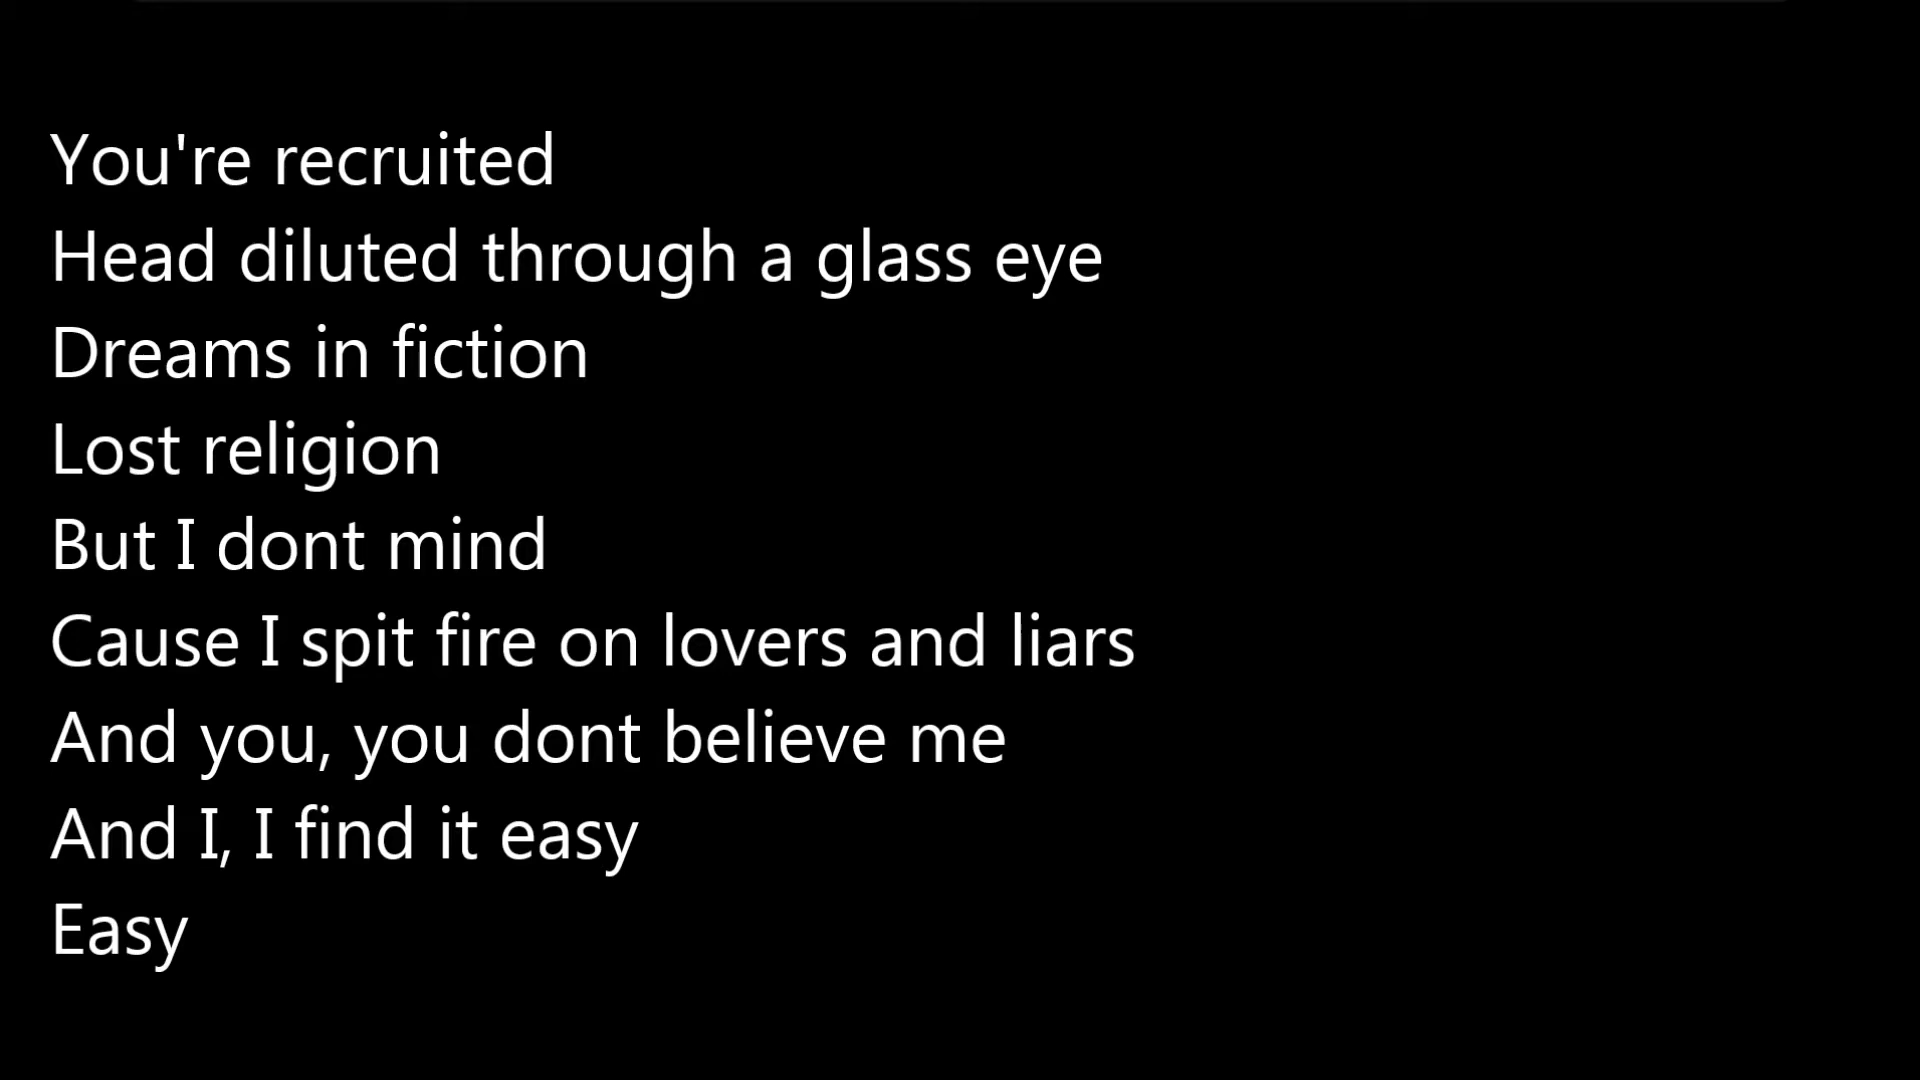 You're recruited
Head diluted through a glass eye
Dreams in fiction
Lost religion
But I dont mind
Cause I spit fire on lovers and liars
And you, you dont believe me
And I, I find it easy
Easy